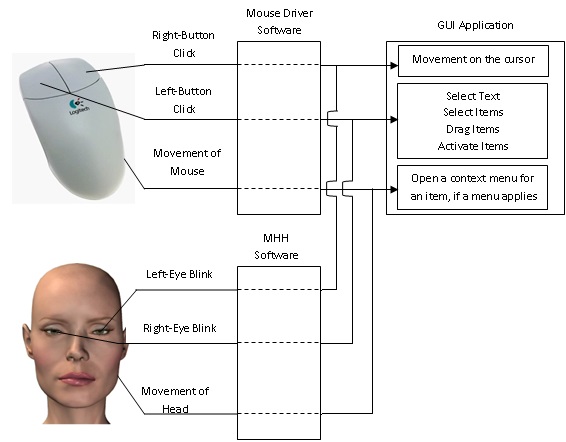 Mouse Driver
Software
GUI Application
Right-Button
Click
Left-Button
Click
Movement of
Mouse
Logitech
Movement on the cursor
Select Text
Select Items
Drag Items
Activate Items
Open a context menu for
an item, if a menu applies
MHH
Software
Left-Eye Blink
Right-Eye Blink
Movement of
Head